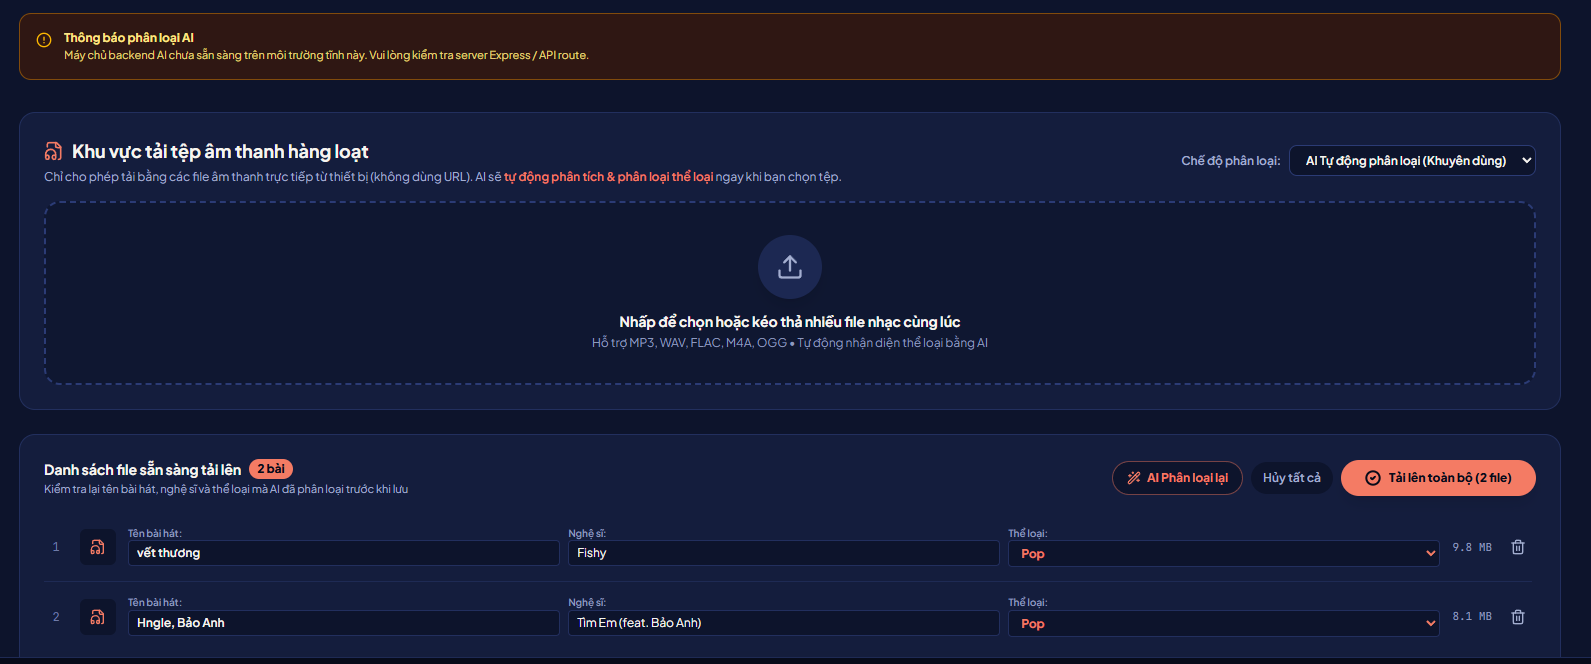 Thông báo phân loại AI
Máy chủ backend AI chưa sẵn sàng trên môi trường tĩnh này. Vui lòng kiểm tra server Express / API route.
Khu vực tải tệp âm thanh hàng loạt
Chế độ phân loại: AI Tự động phân loại (Khuyên dùng)
Chỉ cho phép tải bằng các file âm thanh trực tiếp từ thiết bị (không dùng URL). AI sẽ tự động phân tích & phân loại thể loại ngay khi bạn chọn tệp.
Nhấp để chọn hoặc kéo thả nhiều file nhạc cùng lúc
Hỗ trợ MP3, WAV, FLAC, M4A, OGG • Tự động nhận diện thể loại bằng AI
Danh sách file sẵn sàng tải lên 2 bài
Kiểm tra lại tên bài hát, nghệ sĩ và thể loại mà AI đã phân loại trước khi lưu
AI Phân loại lại Hủy tất cả Tải lên toàn bộ (2 file)
Tên bài hát: Nghệ sĩ: Thể loại:
1 vết thương Fishy Pop 9.8 MB
Tên bài hát: Nghệ sĩ: Thể loại:
2 Hngle, Bảo Anh Tìm Em (feat. Bảo Anh) Pop 8.1 MB